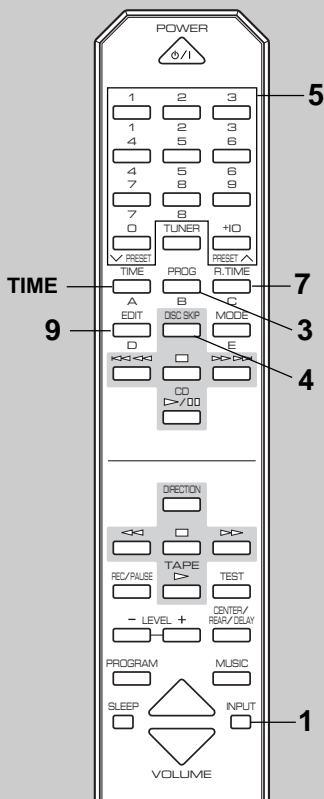 POWER
⏻/I
1 2 3
5
1 2 3
4 5 6
4 5 6
7 8 9
7 8
0 TUNER +10
PRESET PRESET
TIME
TIME PROG R.TIME
7
A B C
9
EDIT DISC SKIP MODE
3
D E
4
CD
DIRECTION
TAPE
REC/PAUSE TEST
− LEVEL +
CENTER/
REAR/DELAY
PROGRAM MUSIC
SLEEP INPUT
1
VOLUME